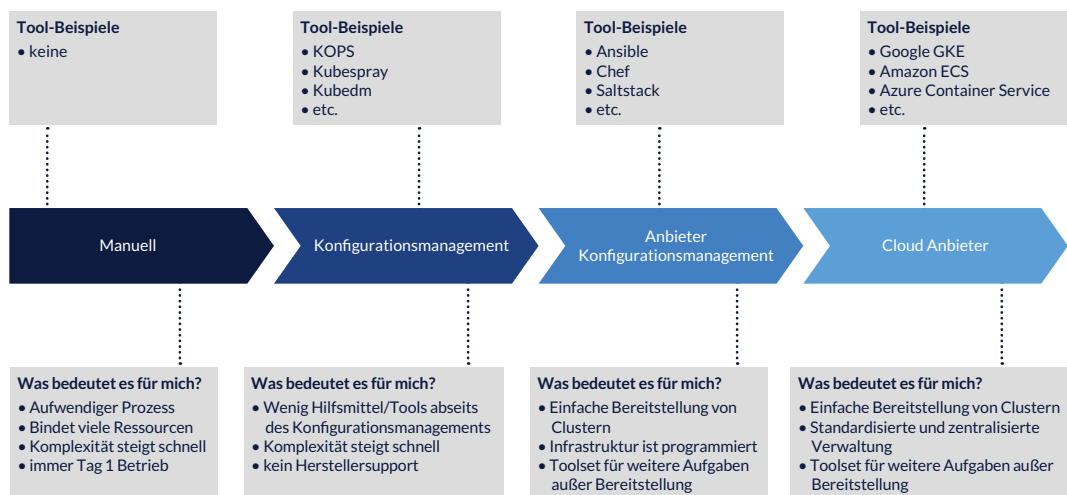 Tool-Beispiele
• keine
Tool-Beispiele
• KOPS
• Kubespray
• Kubedm
• etc.
Tool-Beispiele
• Ansible
• Chef
• Saltstack
• etc.
Tool-Beispiele
• Google GKE
• Amazon ECS
• Azure Container Service
• etc.
Manuell
Konfigurationsmanagement
Anbieter
Konfigurationsmanagement
Cloud Anbieter
Was bedeutet es für mich?
• Aufwendiger Prozess
• Bindet viele Ressourcen
• Komplexität steigt schnell
• immer Tag 1 Betrieb
Was bedeutet es für mich?
• Wenig Hilfsmittel/Tools abseits
des Konfigurationsmanagements
• Komplexität steigt schnell
• kein Herstellersupport
Was bedeutet es für mich?
• Einfache Bereitstellung von
Clustern
• Infrastruktur ist programmiert
• Toolset für weitere Aufgaben
außer Bereitstellung
Was bedeutet es für mich?
• Einfache Bereitstellung von Clustern
• Standardisierte und zentralisierte
Verwaltung
• Toolset für weitere Aufgaben außer
Bereitstellung